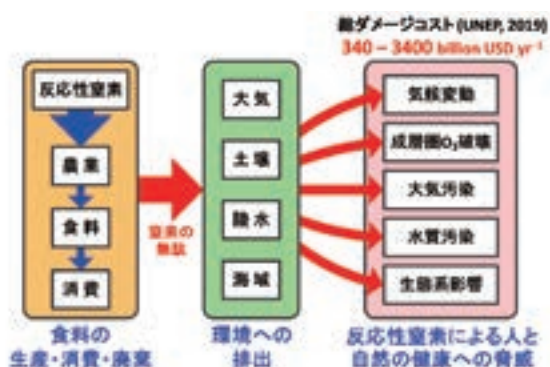 総ダメージコスト(UNEP, 2019)
340 – 3400 billion USD yr⁻¹
反応性窒素
農業
食料
消費
窒素の
無駄
大気
土壌
陸水
海域
気候変動
成層圏O₃破壊
大気汚染
水質汚染
生態系影響
食料の
生産・消費・廃棄
環境への
排出
反応性窒素による人と
自然の健康への脅威